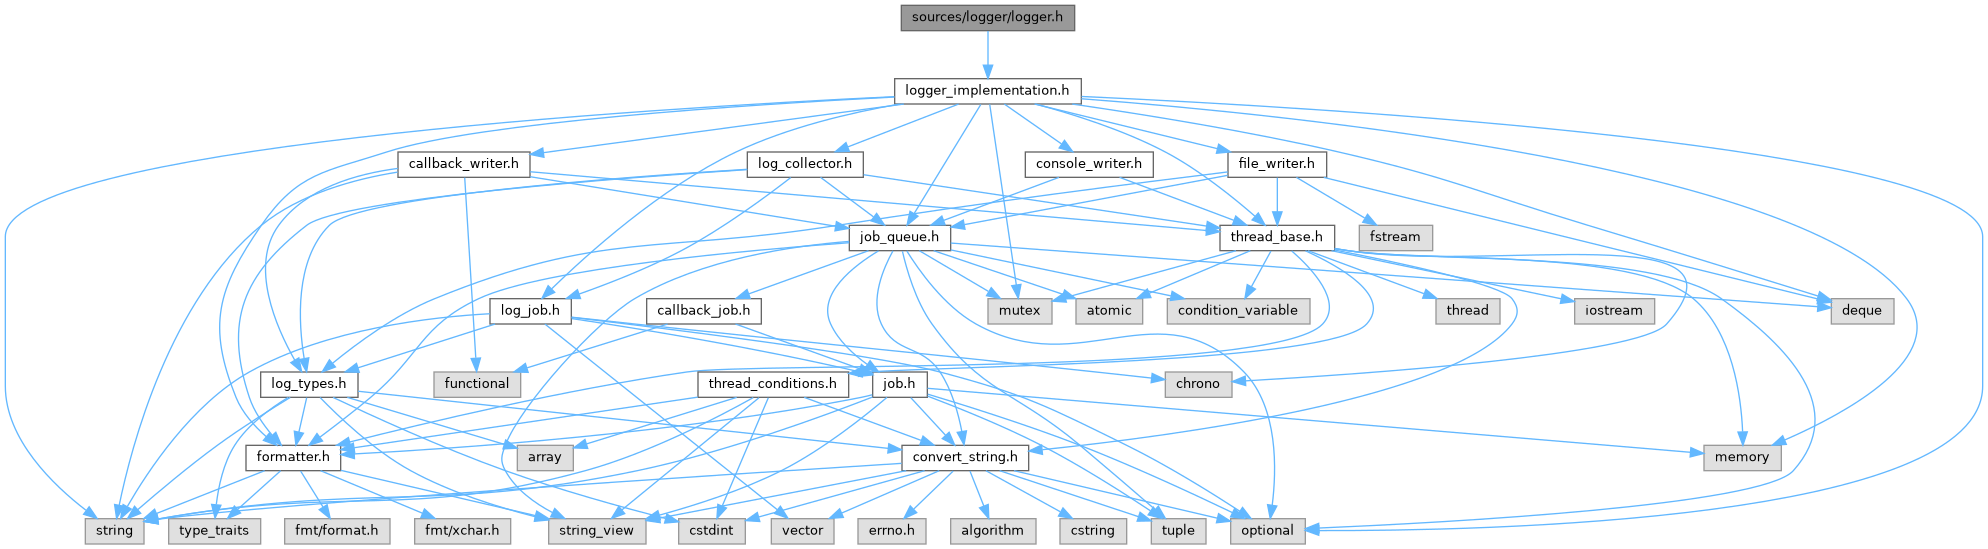 sources/logger/logger.h
logger_implementation.h
callback_writer.h
log_collector.h
console_writer.h
file_writer.h
job_queue.h
thread_base.h
fstream
log_job.h
callback_job.h
mutex
atomic
condition_variable
thread
iostream
deque
log_types.h
functional
thread_conditions.h
job.h
chrono
formatter.h
array
convert_string.h
memory
string
type_traits
fmt/format.h
fmt/xchar.h
string_view
cstdint
vector
errno.h
algorithm
cstring
tuple
optional